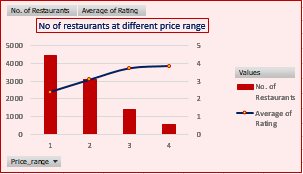 No. of Restaurants Average of Rating
No of restaurants at different price range
5000 5
4000 4
3000 3
2000 2
1000 1
0 0
1 2 3 4
Values
No. of
Restaurants
Average of
Rating
Price_range